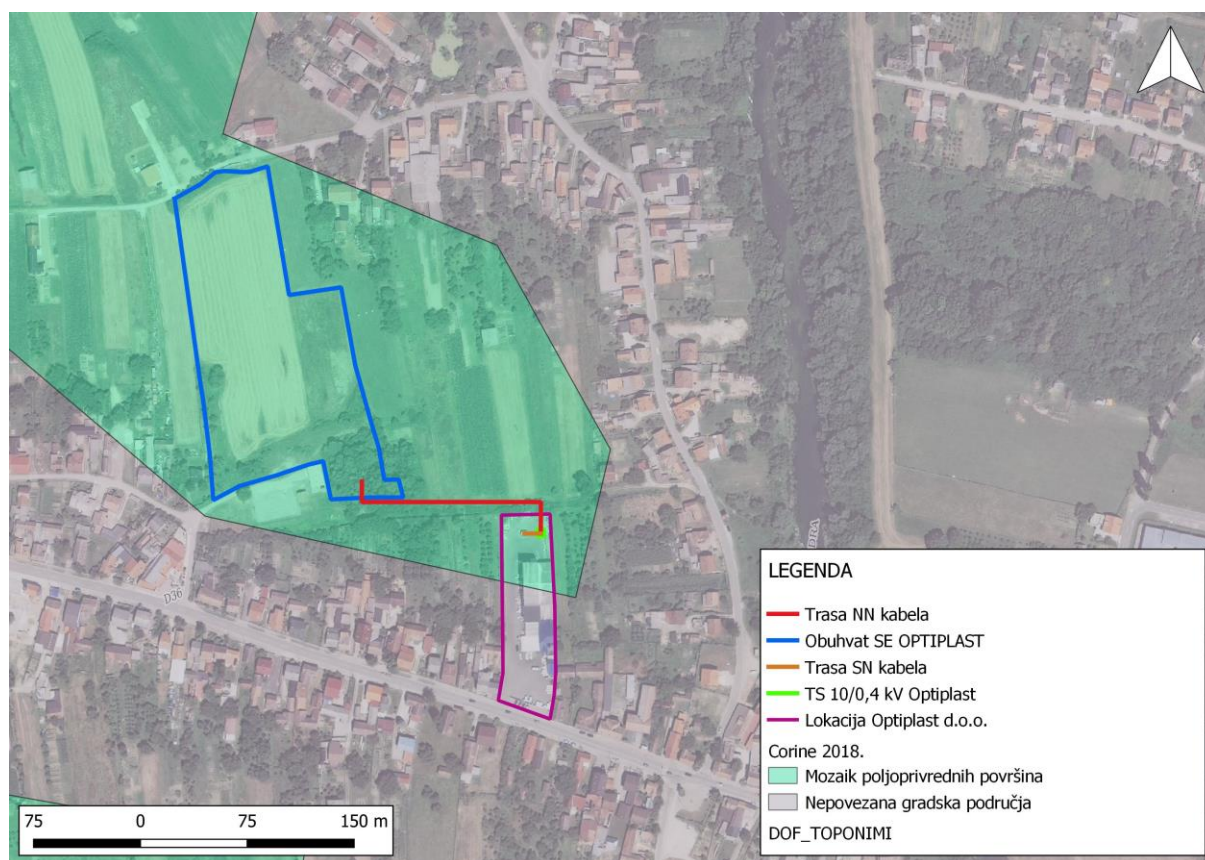 D36
LEGENDA
Trasa NN kabela
Obuhvat SE OPTIPLAST
Trasa SN kabela
TS 10/0,4 kV Optiplast
Lokacija Optiplast d.o.o.
Corine 2018.
Mozaik poljoprivrednih površina
Nepovezana gradska područja
DOF_TOPONIMI
75 0 75 150 m